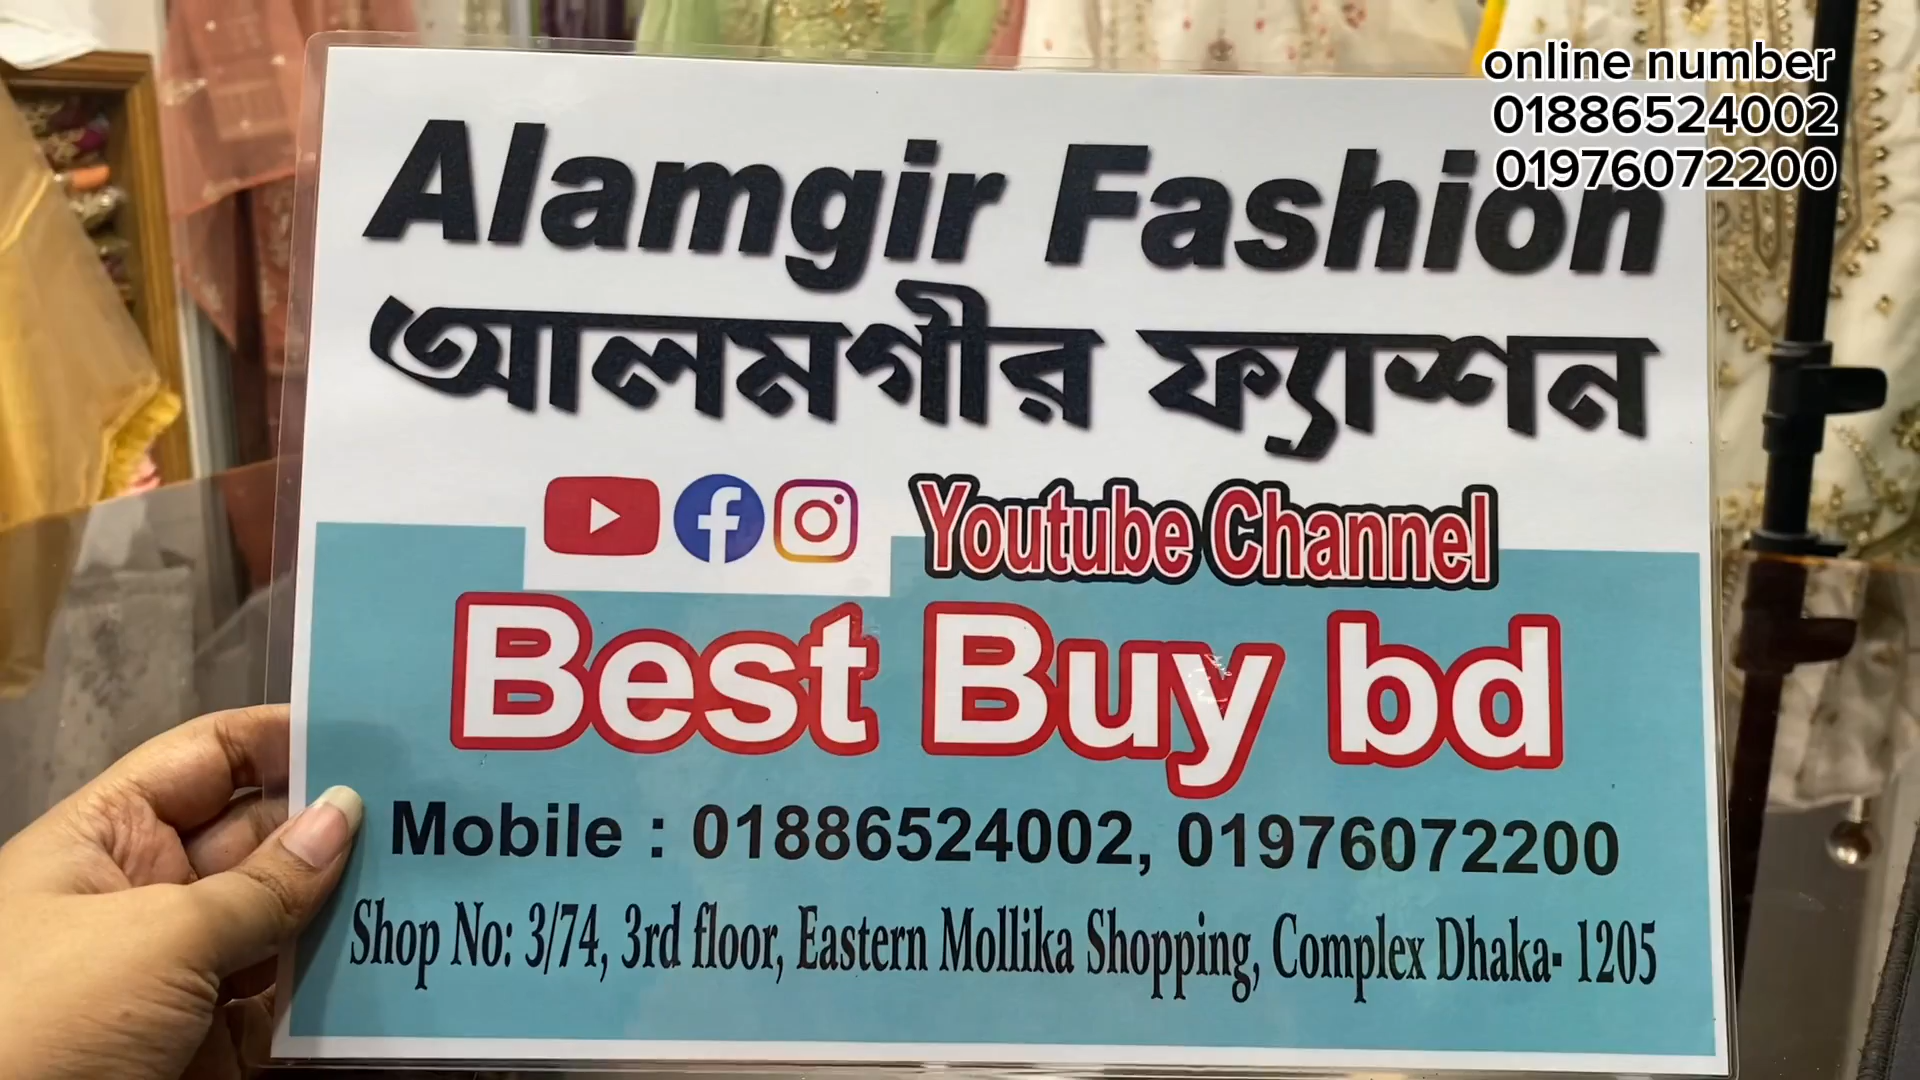 online number
01886524002
01976072200
Alamgir Fashion
আলমগীর ফ্যাশন
Youtube Channel
Best Buy bd
Mobile : 01886524002, 01976072200
Shop No: 3/74, 3rd floor, Eastern Mollika Shopping, Complex Dhaka- 1205